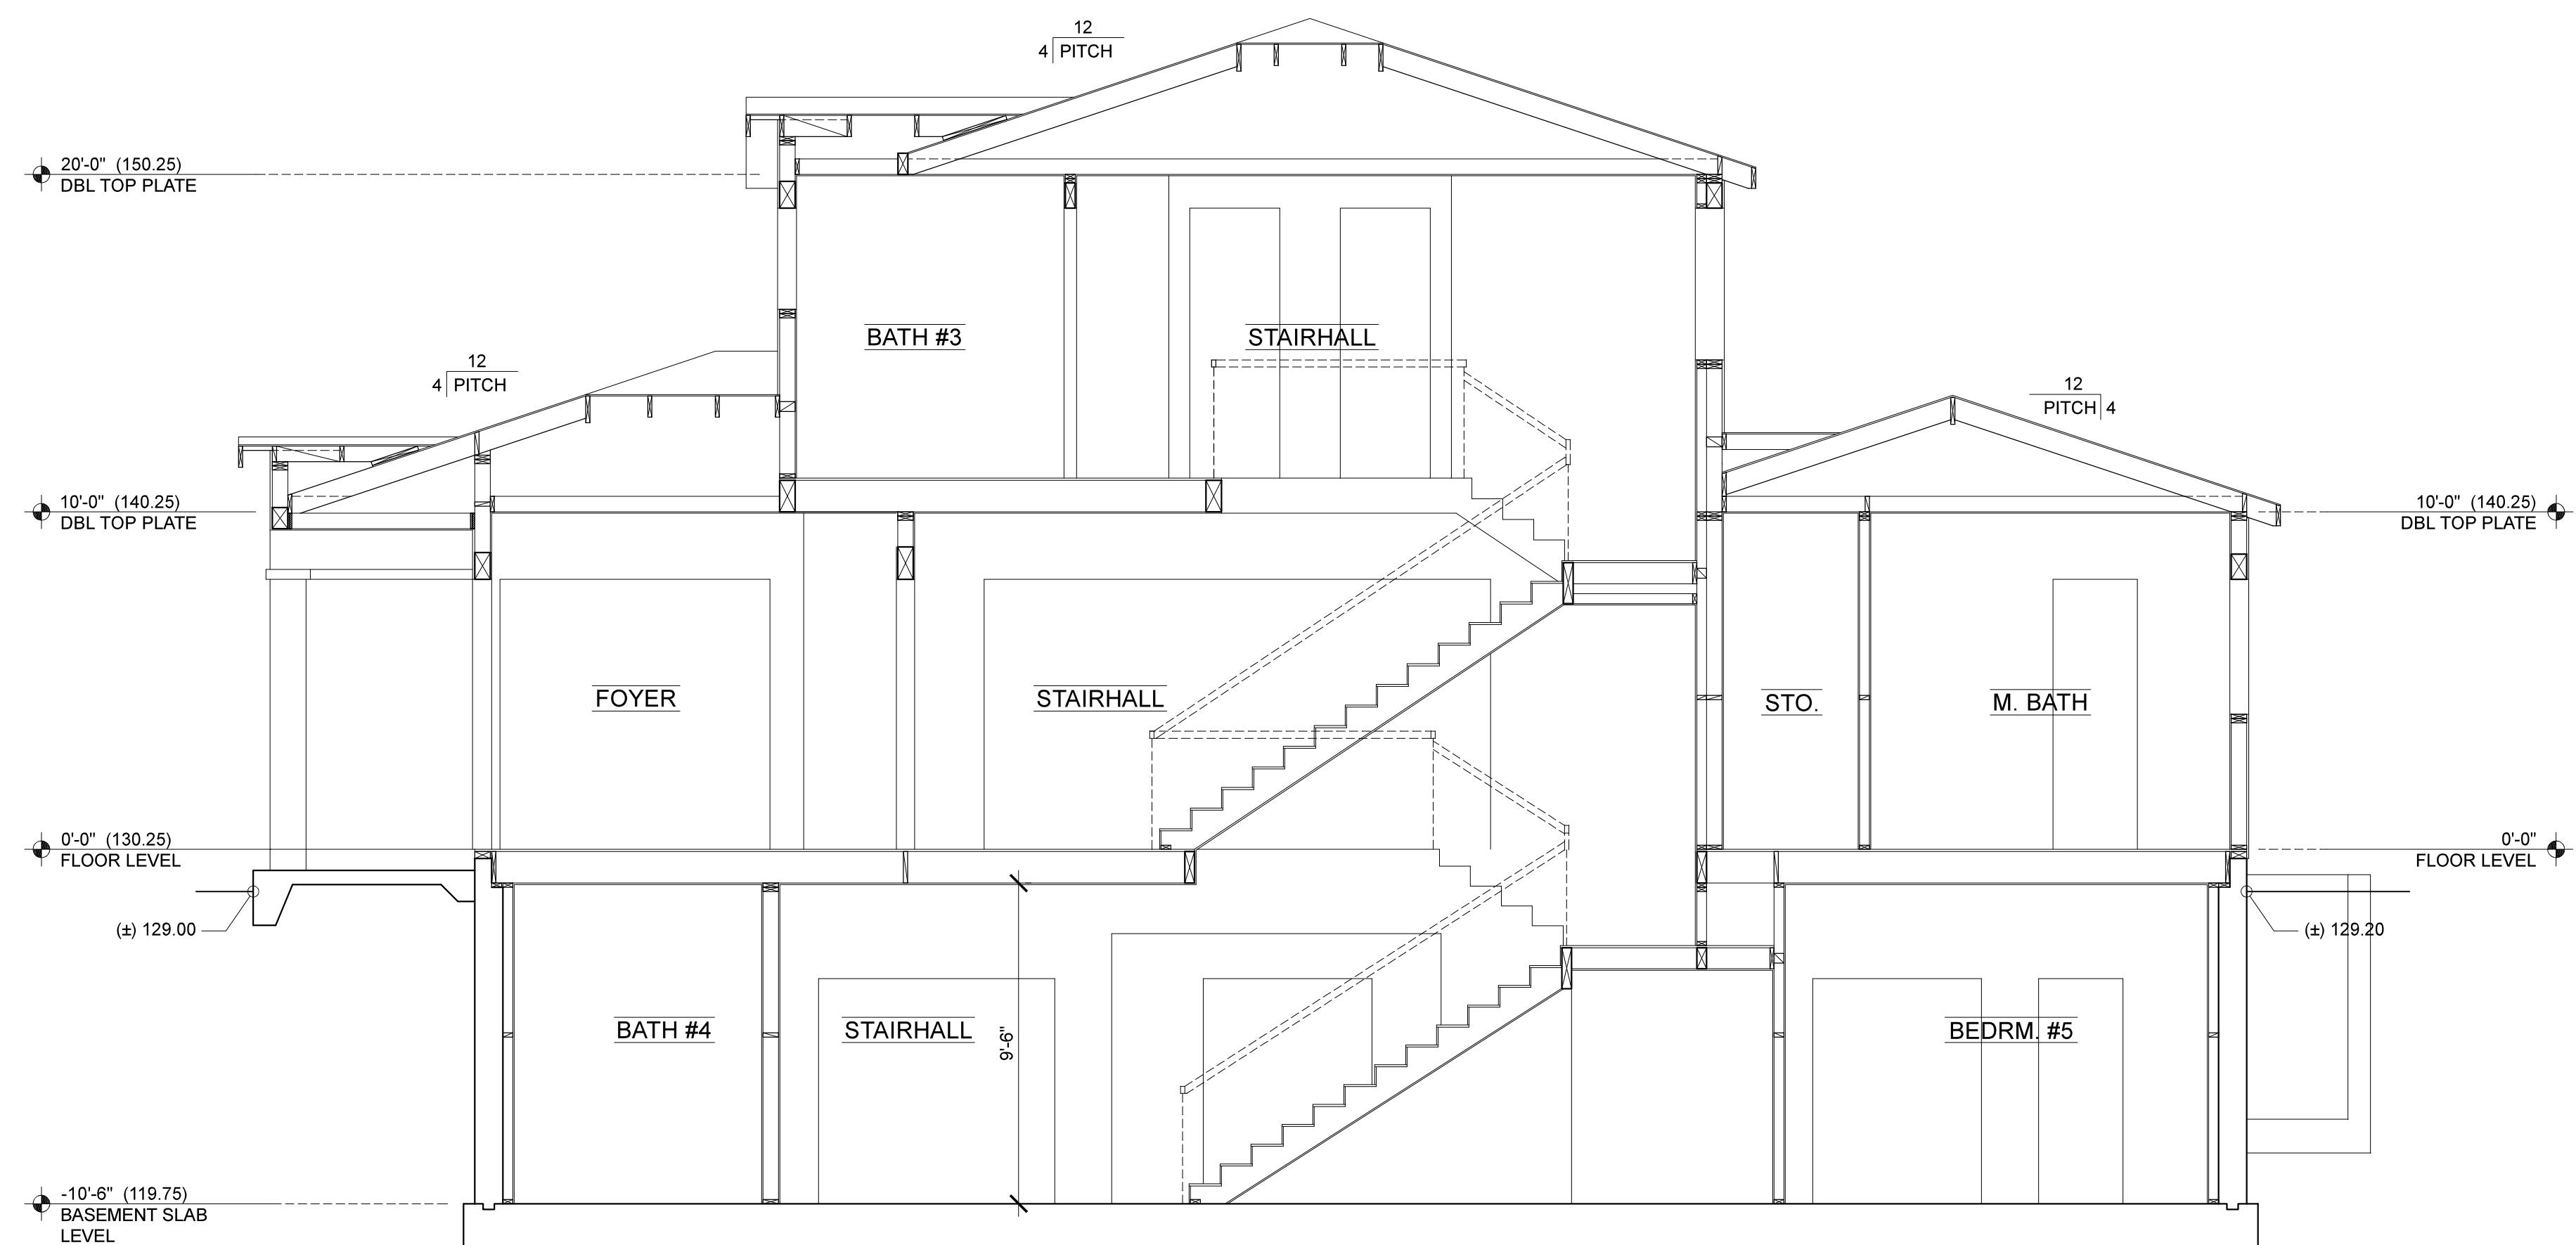 12
4 PITCH
20'-0" (150.25)
DBL TOP PLATE
BATH #3
STAIRHALL
12
4 PITCH
12
PITCH 4
10'-0" (140.25)
DBL TOP PLATE
10'-0" (140.25)
DBL TOP PLATE
FOYER
STAIRHALL
STO.
M. BATH
0'-0" (130.25)
FLOOR LEVEL
0'-0"
FLOOR LEVEL
(±) 129.00
(±) 129.20
BATH #4
STAIRHALL
9'-6"
BEDRM. #5
-10'-6" (119.75)
BASEMENT SLAB
LEVEL